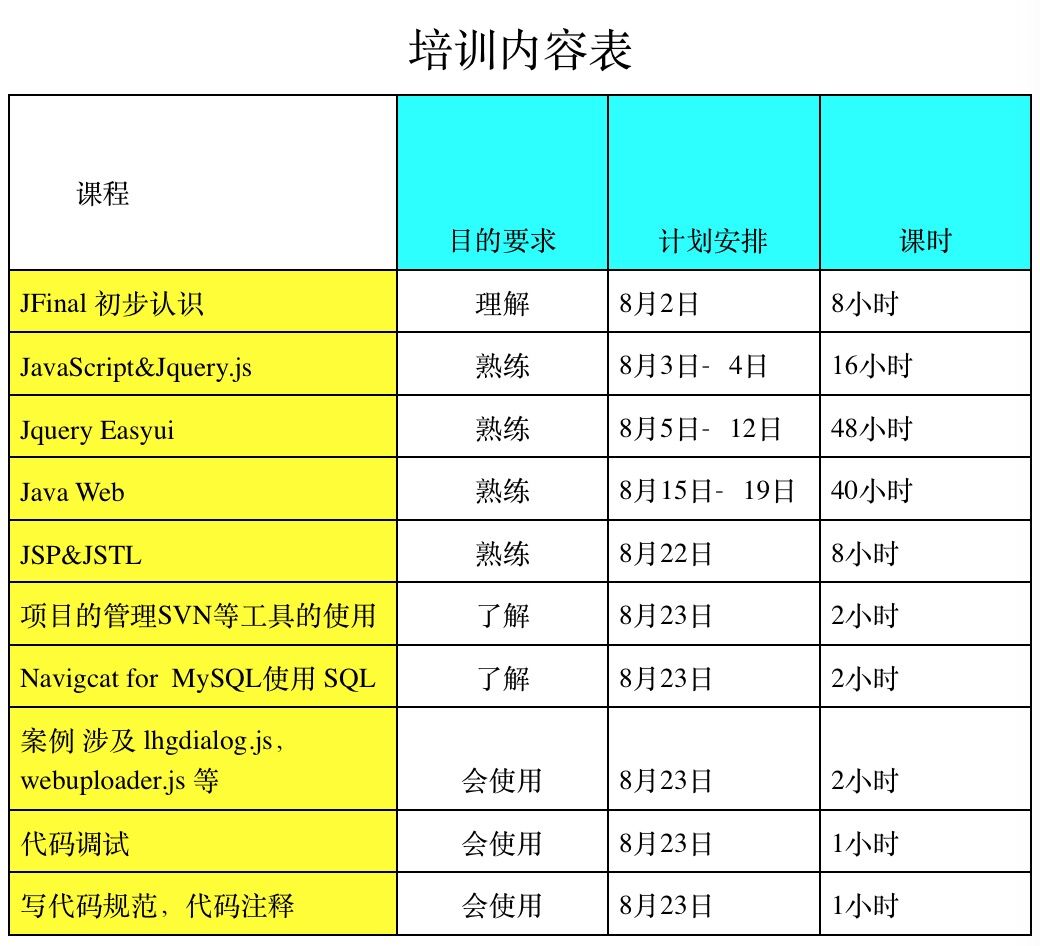 培训内容表
课程 目的要求 计划安排 课时
JFinal 初步认识 理解 8月2日 8小时
JavaScript&Jquery.js 熟练 8月3日- 4日 16小时
Jquery Easyui 熟练 8月5日- 12日 48小时
Java Web 熟练 8月15日- 19日 40小时
JSP&JSTL 熟练 8月22日 8小时
项目的管理SVN等工具的使用 了解 8月23日 2小时
Navigcat for MySQL使用 SQL 了解 8月23日 2小时
案例 涉及 lhgdialog.js,
webuploader.js 等 会使用 8月23日 2小时
代码调试 会使用 8月23日 1小时
写代码规范，代码注释 会使用 8月23日 1小时